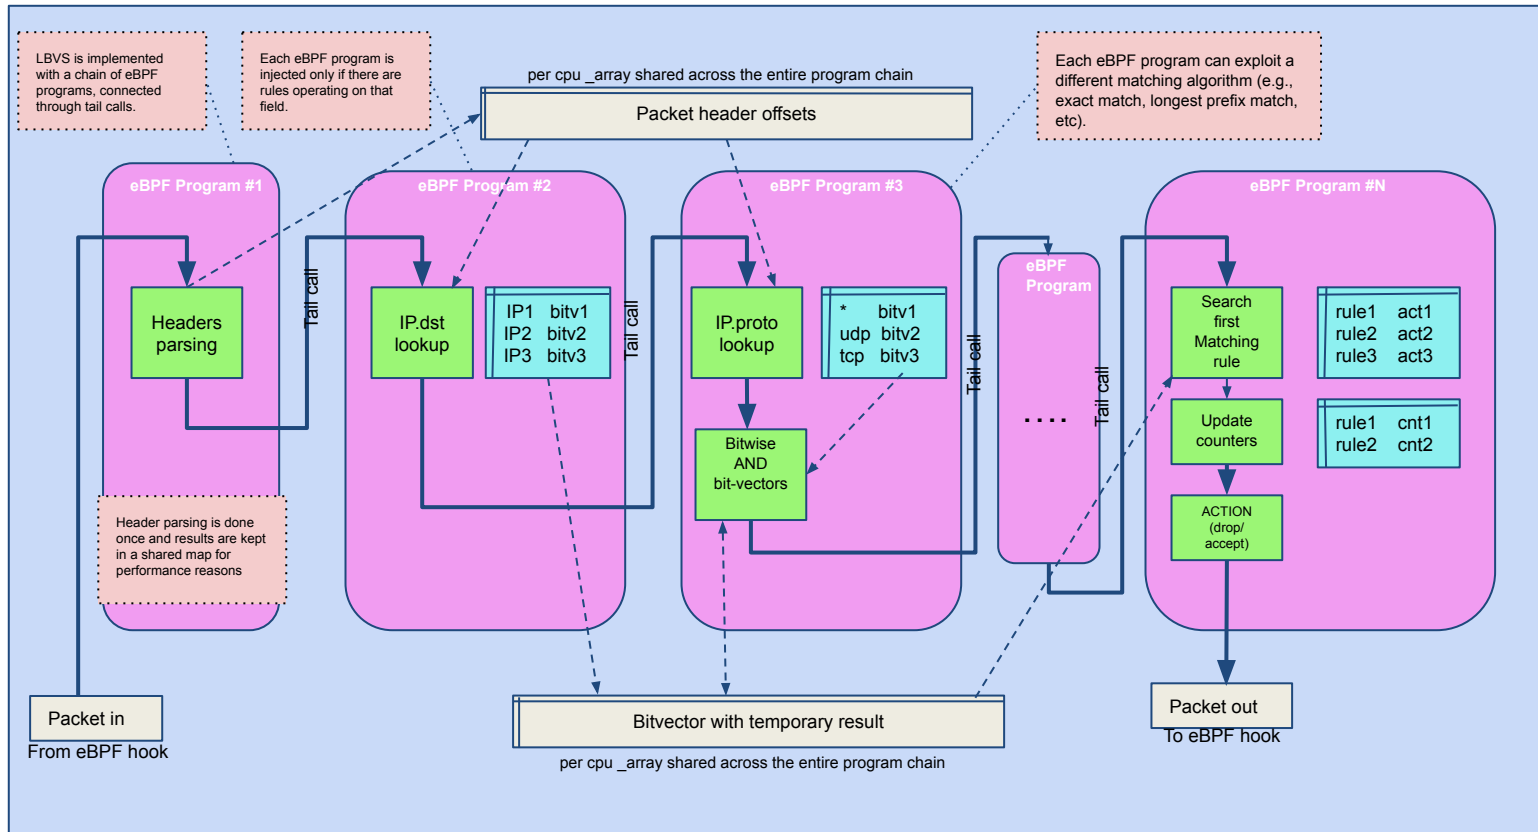 LBVS is implemented
with a chain of eBPF
programs, connected
through tail calls.
Each eBPF program is
injected only if there are
rules operating on that
field.
per cpu _array shared across the entire program chain
Packet header offsets
Each eBPF program can exploit a
different matching algorithm (e.g.,
exact match, longest prefix match,
etc).
eBPF Program #1
Headers
parsing
Header parsing is done
once and results are kept
in a shared map for
performance reasons
Tail call
eBPF Program #2
IP.dst
lookup
IP1 bitv1
IP2 bitv2
IP3 bitv3
Tail call
eBPF Program #3
IP.proto
lookup
* bitv1
udp bitv2
tcp bitv3
Bitwise
AND
bit-vectors
Tail call
eBPF
Program
....
Tail call
eBPF Program #N
Search
first
Matching
rule
rule1 act1
rule2 act2
rule3 act3
Update
counters
rule1 cnt1
rule2 cnt2
ACTION
(drop/
accept)
Packet in
From eBPF hook
Bitvector with temporary result
per cpu _array shared across the entire program chain
Packet out
To eBPF hook